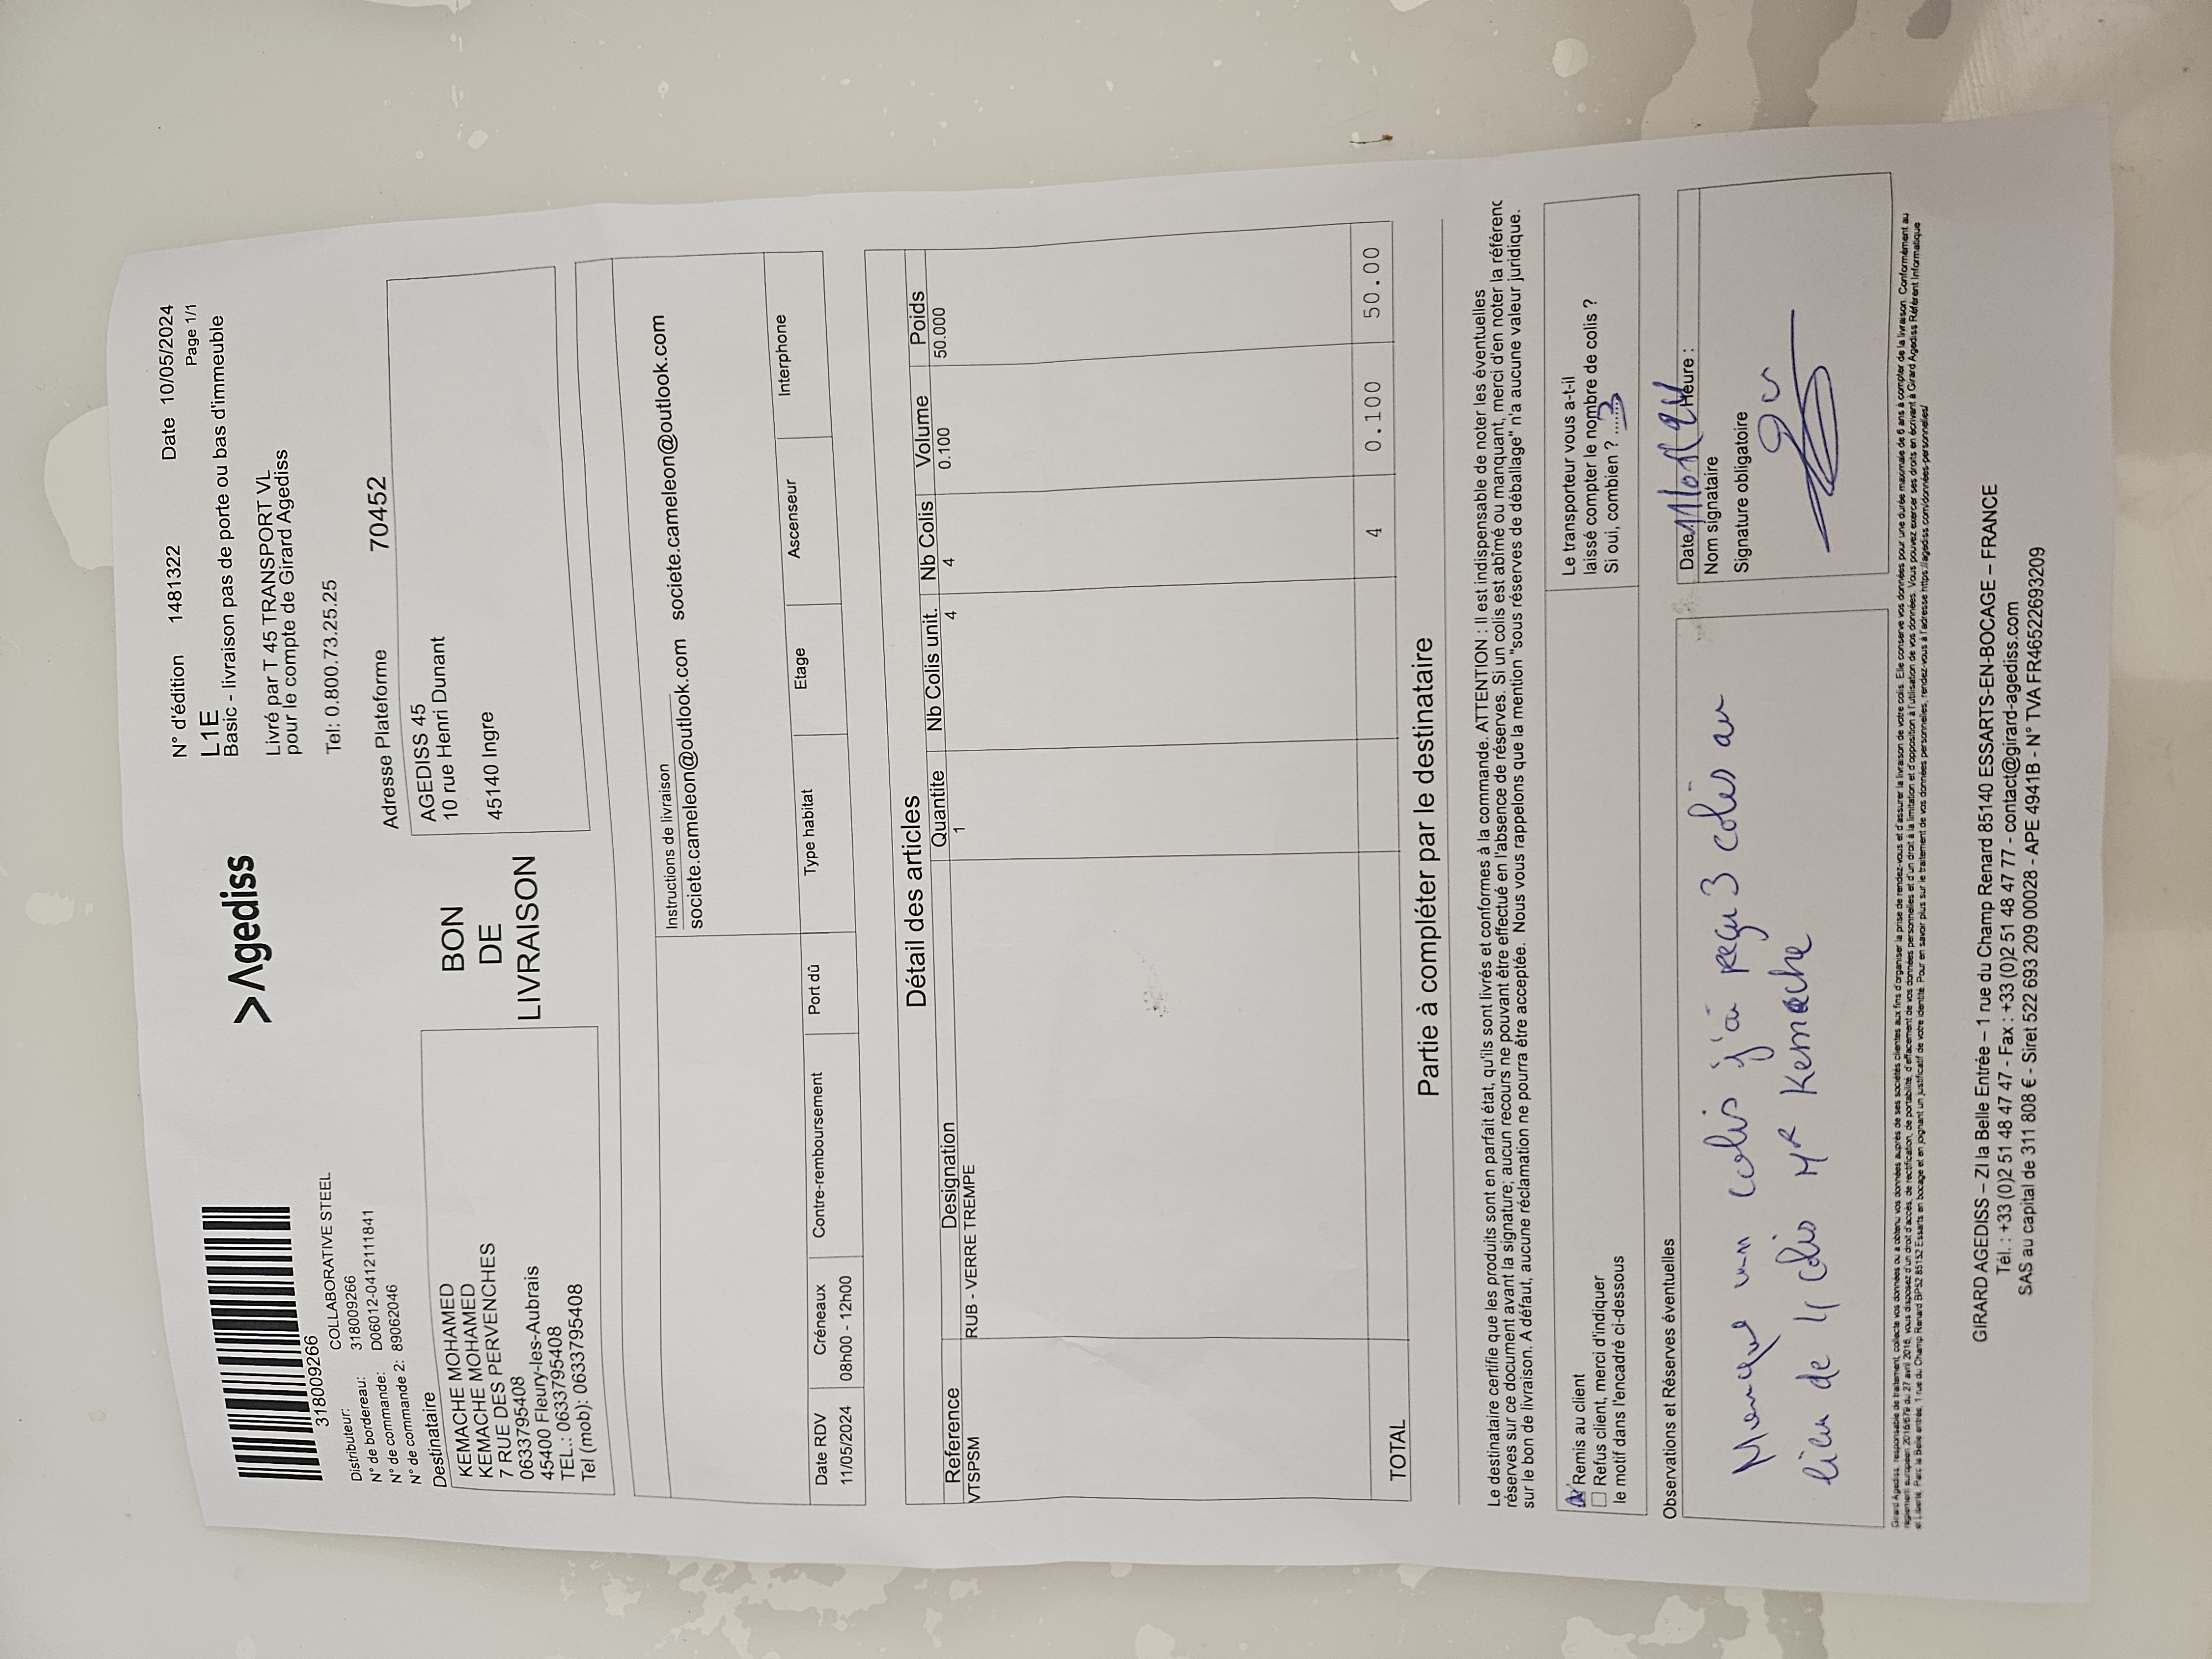 318009266
Distributeur: COLLABORATIVE STEEL
N° de bordereau: 318009266
N° de commande: D06012-0412111841
N° de commande 2: 89062046
Destinataire
KEMACHE MOHAMED
KEMACHE MOHAMED
7 RUE DES PERVENCHES
0633795408
45400 Fleury-les-Aubrais
TEL.: 0633795408
Tel (mob): 0633795408
>Agediss
BON
DE
LIVRAISON
N° d'édition 1481322 Date 10/05/2024
Page 1/1
L1E
Basic - livraison pas de porte ou bas d'immeuble
Livré par T 45 TRANSPORT VL
pour le compte de Girard Agediss
Tel: 0.800.73.25.25
Adresse Plateforme 70452
AGEDISS 45
10 rue Henri Dunant
45140 Ingre
Instructions de livraison
societe.cameleon@outlook.com societe.cameleon@outlook.com
Date RDV Créneaux Contre-remboursement Port dû Type habitat Etage Ascenseur Interphone
11/05/2024 08h00 - 12h00
Détail des articles
Reference Designation Quantite Nb Colis unit. Nb Colis Volume Poids
VTSPSM RUB - VERRE TREMPE 1 4 4 0.100 50.000
TOTAL 4 0.100 50.00
Partie à compléter par le destinataire
Le destinataire certifie que les produits sont en parfait état, qu'ils sont livrés et conformes à la commande. ATTENTION : Il est indispensable de noter les éventuelles
réserves sur ce document avant la signature; aucun recours ne pouvant être effectué en l'absence de réserves. Si un colis est abîmé ou manquant, merci d'en noter la référenc
sur le bon de livraison. A défaut, aucune réclamation ne pourra être acceptée. Nous vous rappelons que la mention "sous réserves de déballage" n'a aucune valeur juridique.
Remis au client
Refus client, merci d'indiquer
le motif dans l'encadré ci-dessous
Le transporteur vous a-t-il
laissé compter le nombre de colis ?
Si oui, combien ? ......3
Observations et Réserves éventuelles
Manque un colis j'ai reçu 3 colis au
lieu de 4 colis Mr Kemache
Date 11/05/24 Heure :
Nom signataire
Signature obligatoire
GIRARD AGEDISS – ZI la Belle Entrée – 1 rue du Champ Renard 85140 ESSARTS-EN-BOCAGE – FRANCE
Tél. : +33 (0)2 51 48 47 47 - Fax : +33 (0)2 51 48 47 77 - contact@girard-agediss.com
SAS au capital de 311 808 € - Siret 522 693 209 00028 - APE 4941B - N° TVA FR46522693209